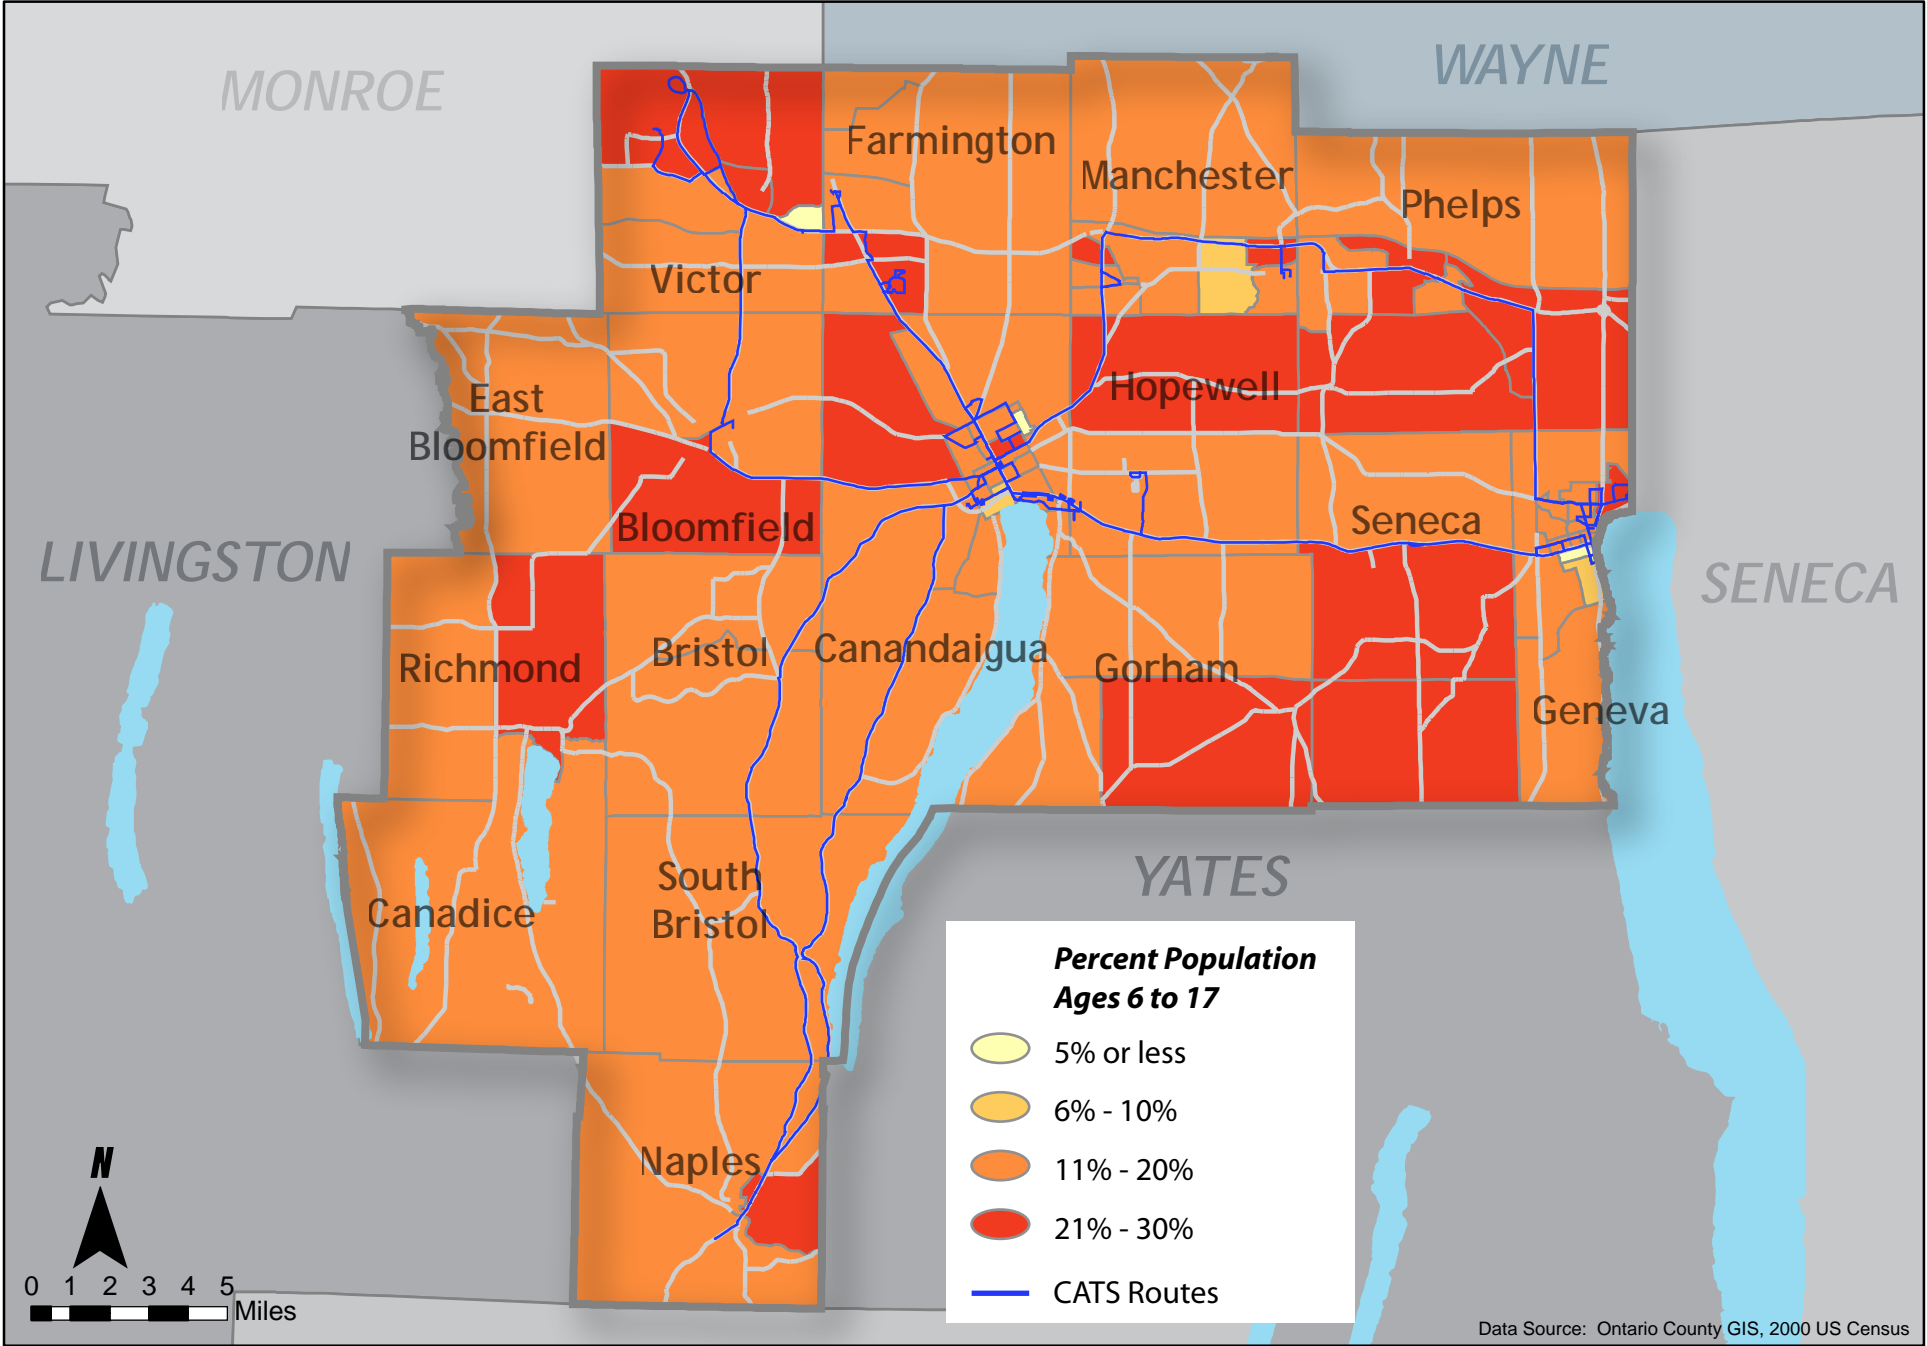 MONROE
WAYNE
Farmington
Manchester
Phelps
Victor
East
Bloomfield
Hopewell
Bloomfield
Seneca
LIVINGSTON
SENECA
Richmond
Bristol
Canandaigua
Gorham
Geneva
South
Bristol
Canadice
YATES
Naples
Percent Population
Ages 6 to 17
5% or less
6% - 10%
11% - 20%
21% - 30%
CATS Routes
N
0 1 2 3 4 5
Miles
Data Source: Ontario County GIS, 2000 US Census